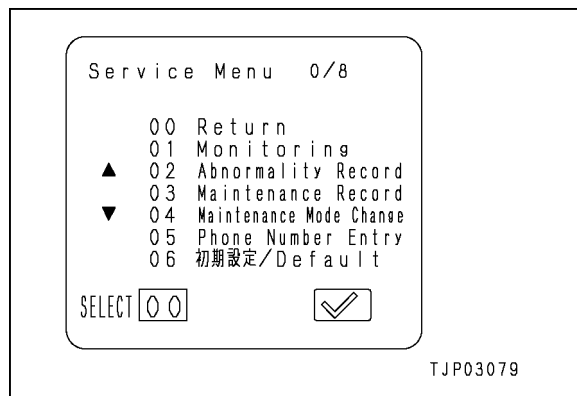 Service Menu 0/8
00 Return
01 Monitoring
▲ 02 Abnormality Record
03 Maintenance Record
▼ 04 Maintenance Mode Change
05 Phone Number Entry
06 初期設定/Default
SELECT 00
TJP03079